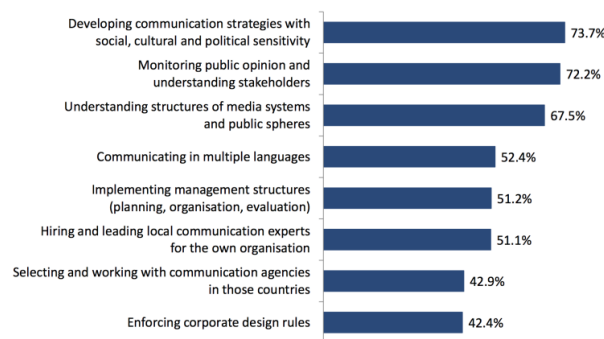 Developing communication strategies with
social, cultural and political sensitivity
73.7%
Monitoring public opinion and
understanding stakeholders
72.2%
Understanding structures of media systems
and public spheres
67.5%
Communicating in multiple languages
52.4%
Implementing management structures
(planning, organisation, evaluation)
51.2%
Hiring and leading local communication experts
for the own organisation
51.1%
Selecting and working with communication agencies
in those countries
42.9%
Enforcing corporate design rules
42.4%